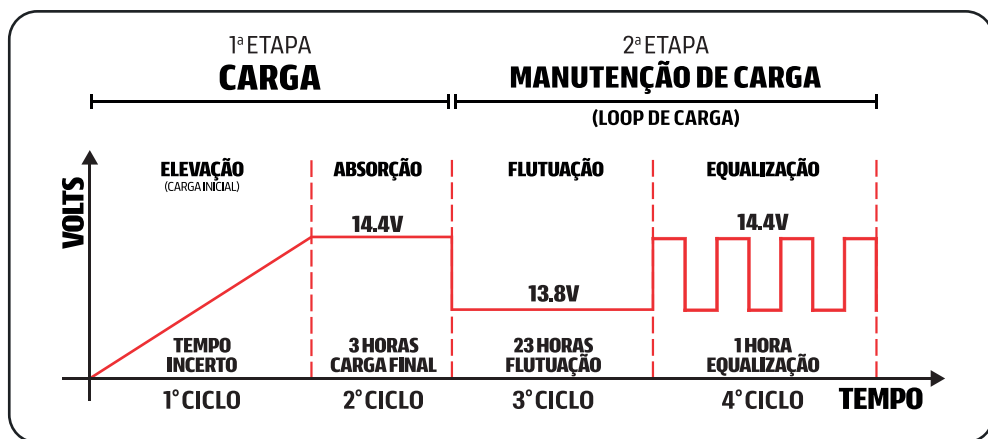 1ª ETAPA
CARGA
2ª ETAPA
MANUTENÇÃO DE CARGA
(LOOP DE CARGA)
VOLTS
ELEVAÇÃO
(CARGA INICIAL)
ABSORÇÃO
FLUTUAÇÃO
EQUALIZAÇÃO
14.4V
14.4V
13.8V
TEMPO
INCERTO
3 HORAS
CARGA FINAL
23 HORAS
FLUTUAÇÃO
1 HORA
EQUALIZAÇÃO
1° CICLO
2° CICLO
3° CICLO
4° CICLO
TEMPO